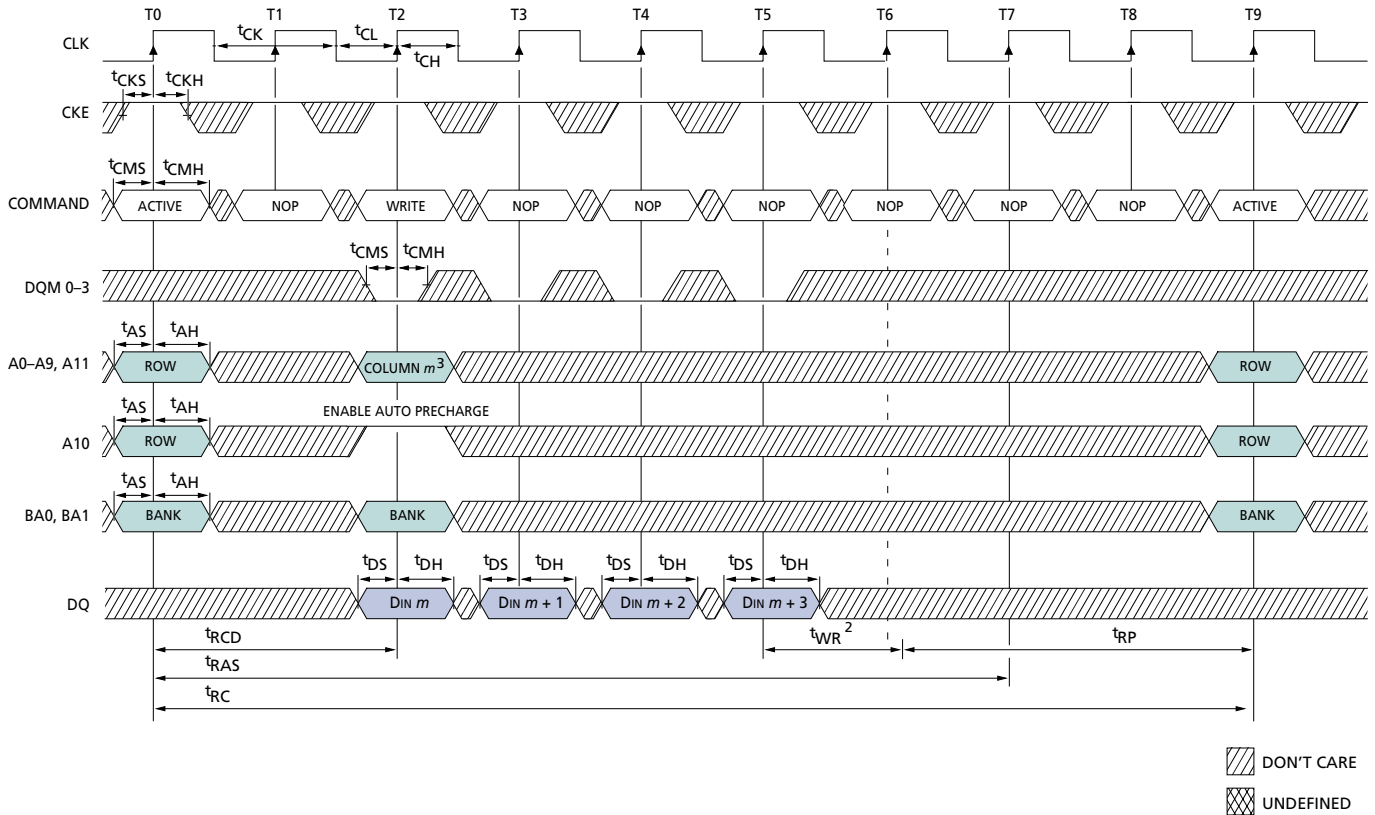 T0 T1 T2 T3 T4 T5 T6 T7 T8 T9
CLK tCK tCL tCH
tCKS tCKH
CKE
tCMS tCMH
COMMAND ACTIVE NOP WRITE NOP NOP NOP NOP NOP NOP ACTIVE
tCMS tCMH
DQM 0–3
tAS tAH
A0–A9, A11 ROW COLUMN m3 ROW
tAS tAH ENABLE AUTO PRECHARGE
A10 ROW ROW
tAS tAH
BA0, BA1 BANK BANK BANK
tDS tDH tDS tDH tDS tDH tDS tDH
DQ DIN m DIN m + 1 DIN m + 2 DIN m + 3
tRCD tWR 2 tRP
tRAS
tRC
DON'T CARE
UNDEFINED